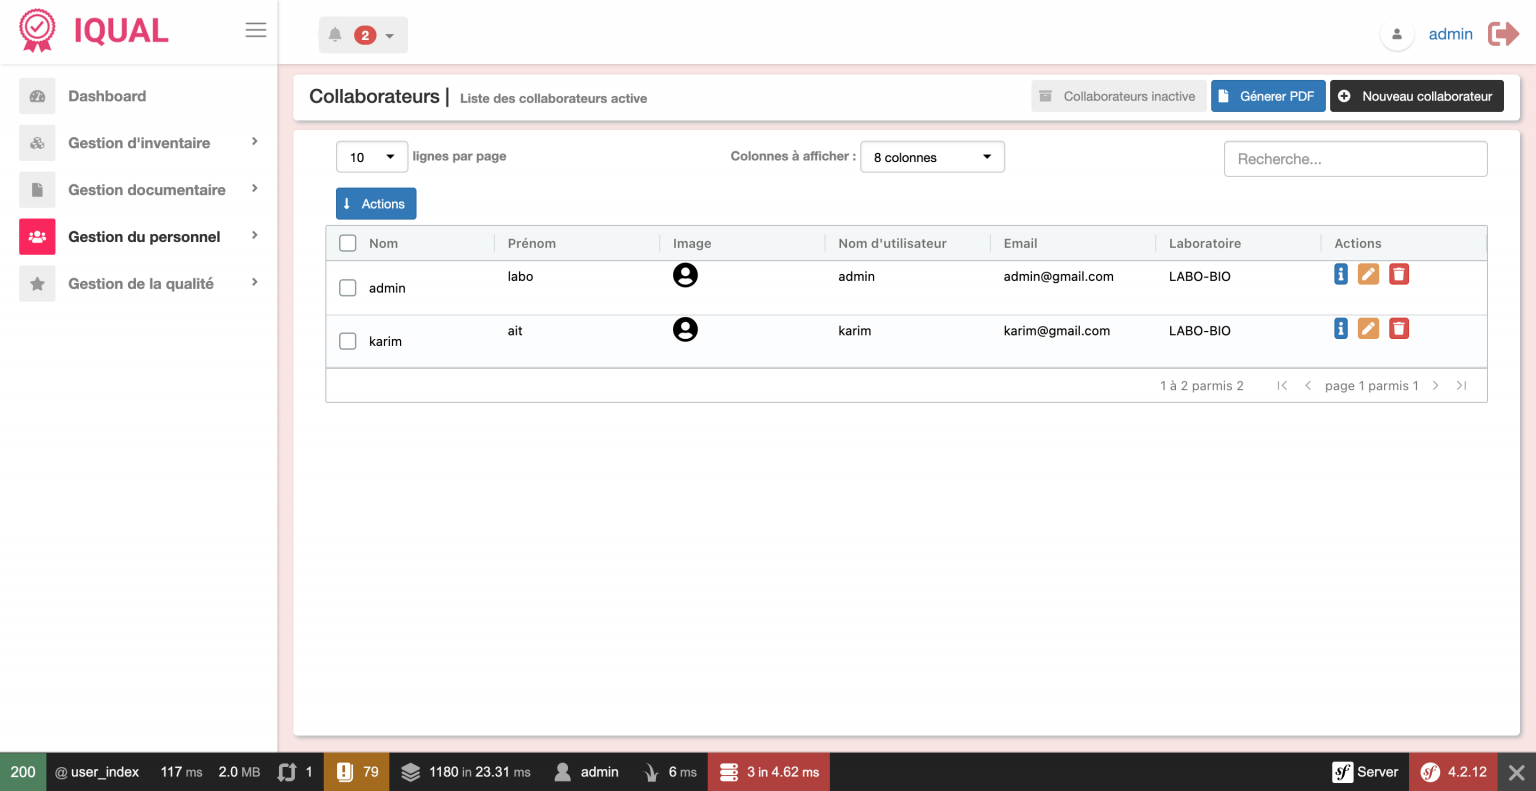 IQUAL
2
admin
Dashboard
Gestion d'inventaire
Gestion documentaire
Gestion du personnel
Gestion de la qualité
Collaborateurs | Liste des collaborateurs active
Collaborateurs inactive
Génerer PDF
Nouveau collaborateur
10 lignes par page
Colonnes à afficher : 8 colonnes
Recherche...
Actions
Nom Prénom Image Nom d'utilisateur Email Laboratoire Actions
admin labo admin admin@gmail.com LABO-BIO
karim ait karim karim@gmail.com LABO-BIO
1 à 2 parmis 2 page 1 parmis 1
200 @ user_index 117 ms 2.0 MB 1 79 1180 in 23.31 ms admin 6 ms 3 in 4.62 ms sf Server sf 4.2.12